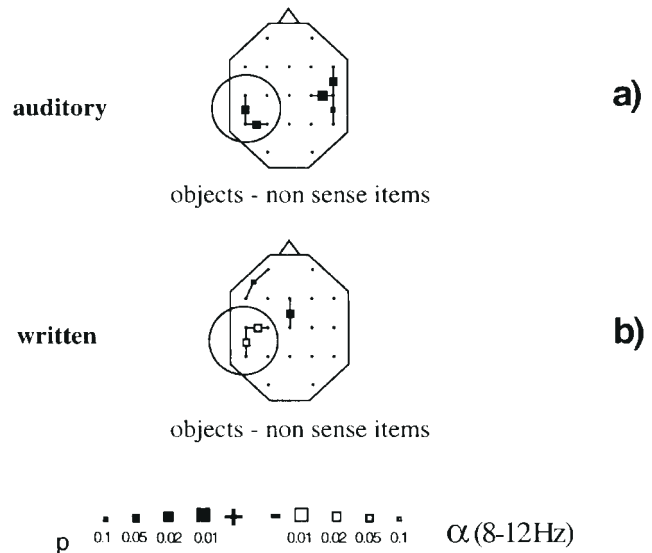 auditory
a)
objects - non sense items
written
b)
objects - non sense items
p 0.1 0.05 0.02 0.01 + - 0.01 0.02 0.05 0.1 α (8-12Hz)